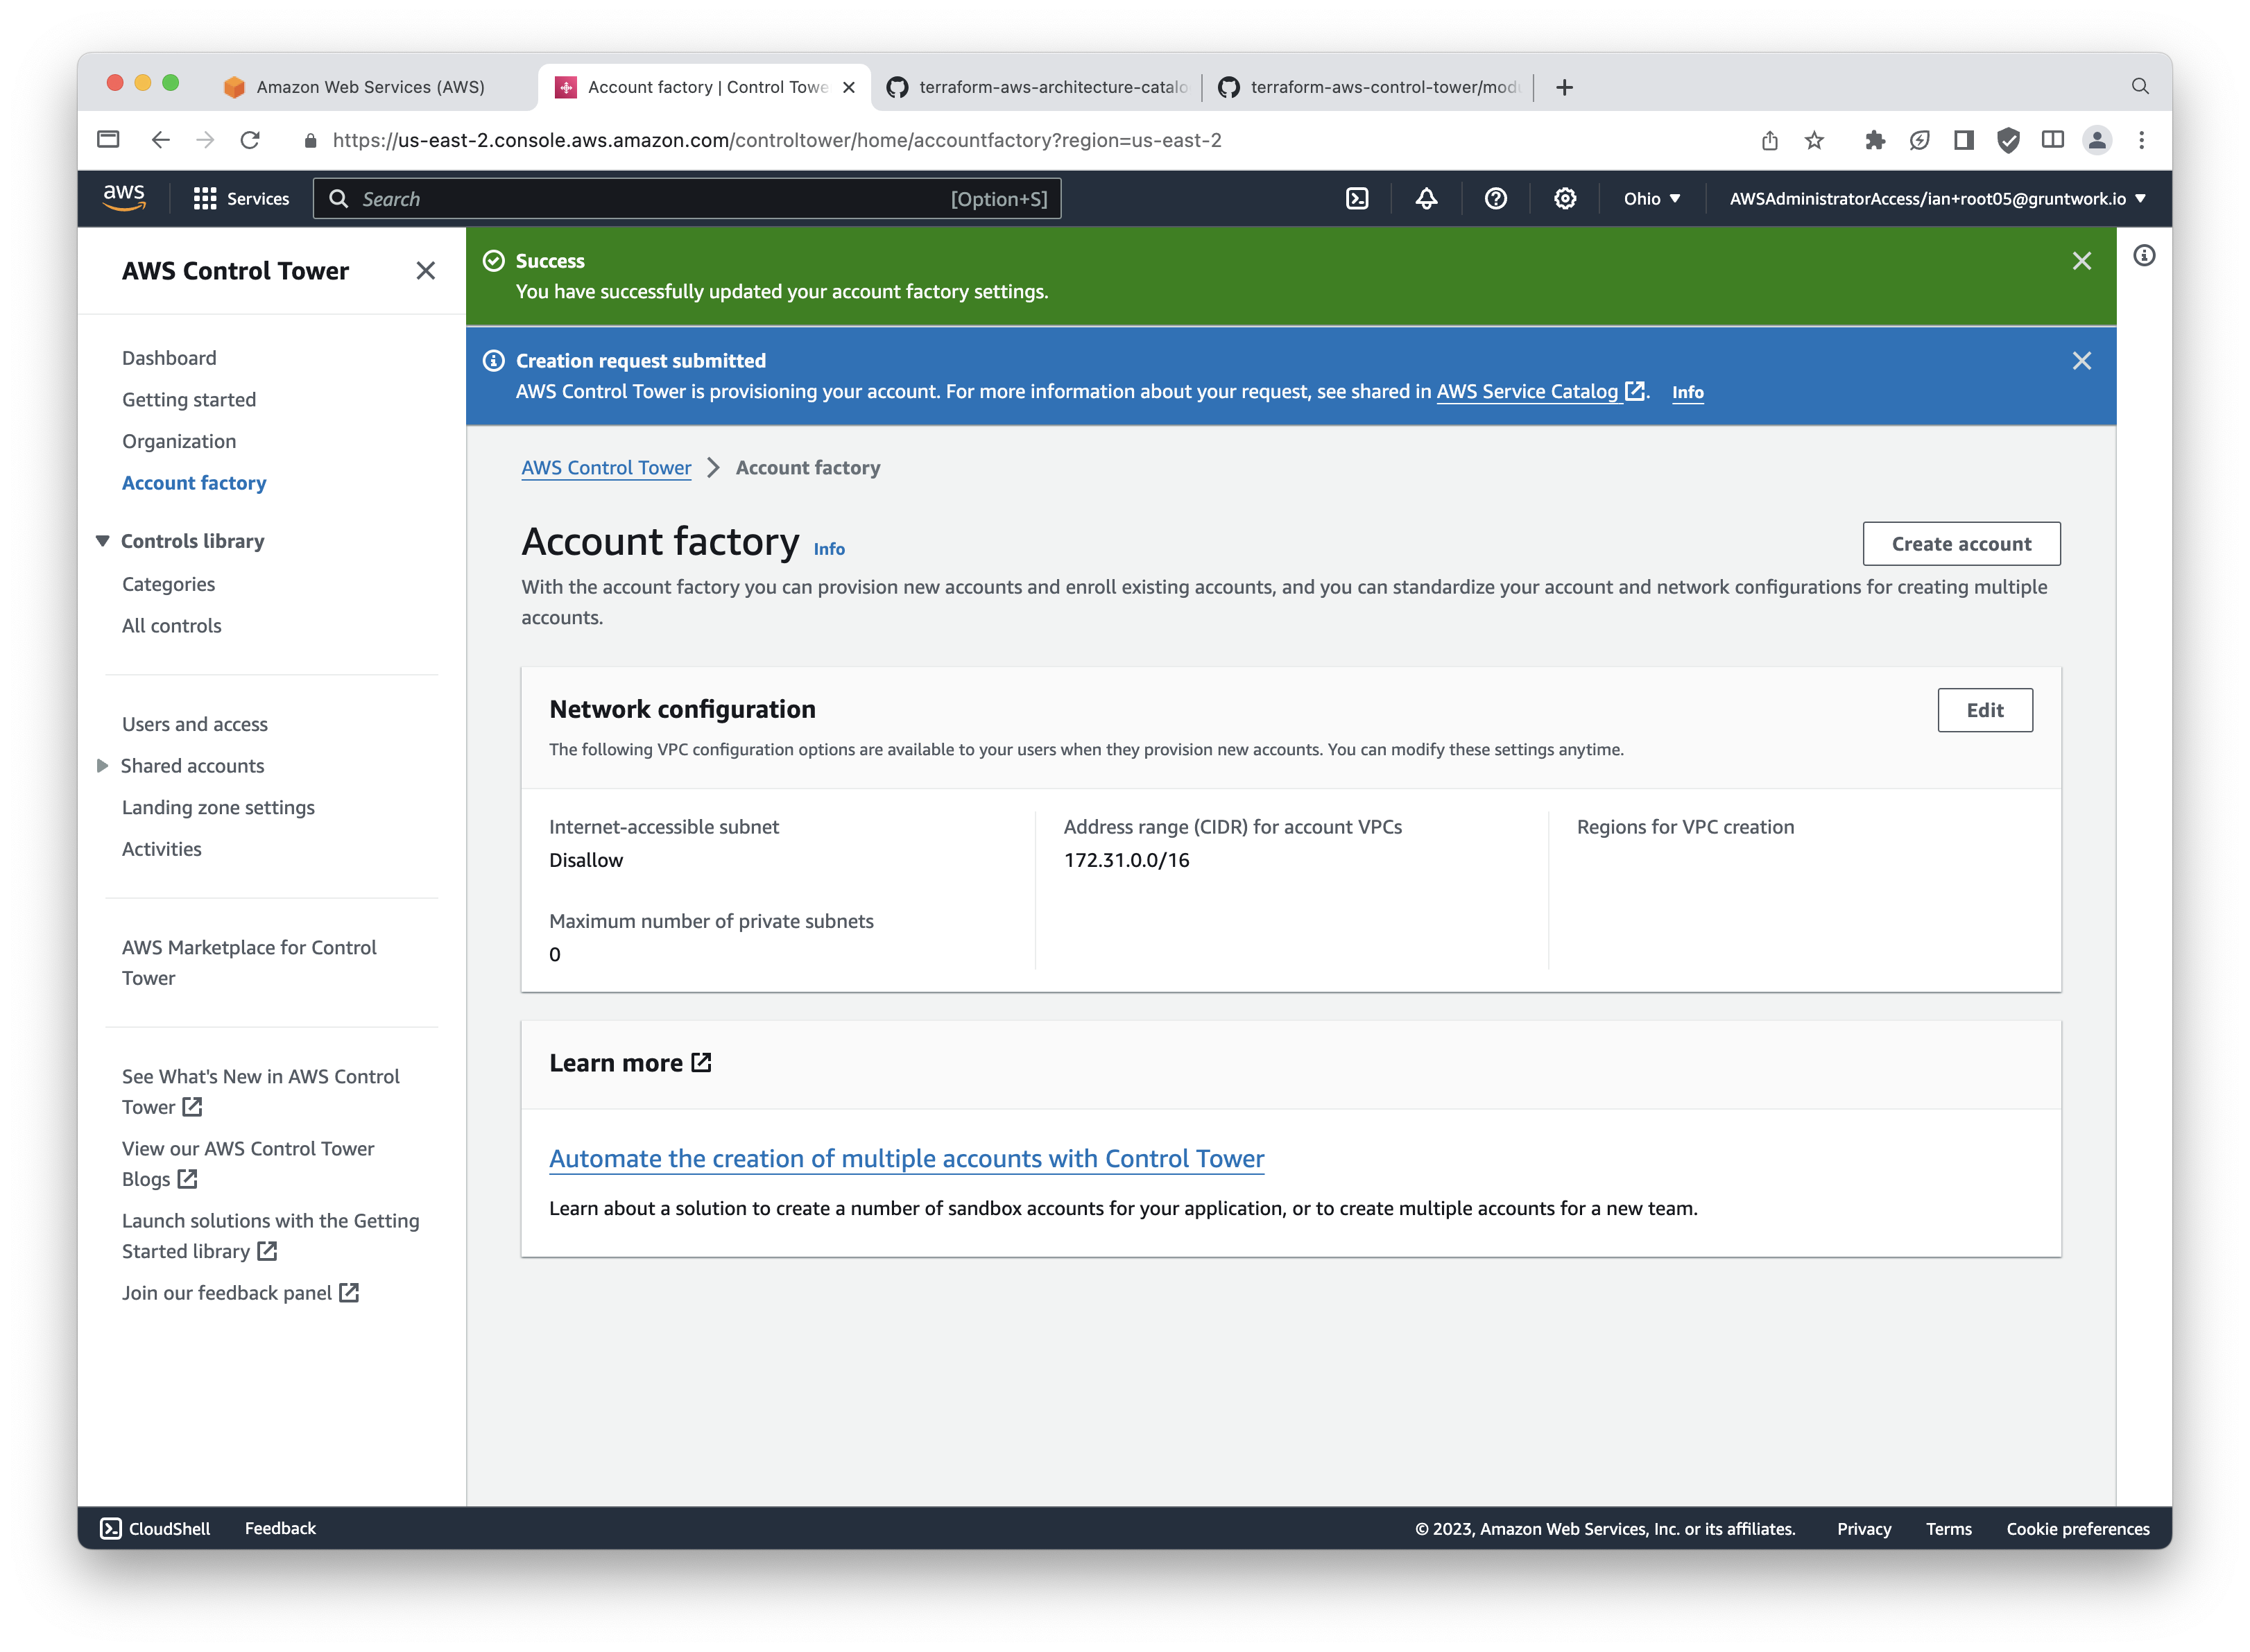 Amazon Web Services (AWS)
Account factory | Control Towe
terraform-aws-architecture-catalo
terraform-aws-control-tower/modu
https://us-east-2.console.aws.amazon.com/controltower/home/accountfactory?region=us-east-2
aws
Services
Search
[Option+S]
Ohio
AWSAdministratorAccess/ian+root05@gruntwork.io
AWS Control Tower
Dashboard
Getting started
Organization
Account factory
Controls library
Categories
All controls
Users and access
Shared accounts
Landing zone settings
Activities
AWS Marketplace for Control
Tower
See What's New in AWS Control
Tower
View our AWS Control Tower
Blogs
Launch solutions with the Getting
Started library
Join our feedback panel
Success
You have successfully updated your account factory settings.
Creation request submitted
AWS Control Tower is provisioning your account. For more information about your request, see shared in AWS Service Catalog . Info
AWS Control Tower
Account factory
Account factory Info
Create account
With the account factory you can provision new accounts and enroll existing accounts, and you can standardize your account and network configurations for creating multiple
accounts.
Network configuration
Edit
The following VPC configuration options are available to your users when they provision new accounts. You can modify these settings anytime.
Internet-accessible subnet
Disallow
Maximum number of private subnets
0
Address range (CIDR) for account VPCs
172.31.0.0/16
Regions for VPC creation
Learn more
Automate the creation of multiple accounts with Control Tower
Learn about a solution to create a number of sandbox accounts for your application, or to create multiple accounts for a new team.
CloudShell
Feedback
© 2023, Amazon Web Services, Inc. or its affiliates.
Privacy
Terms
Cookie preferences